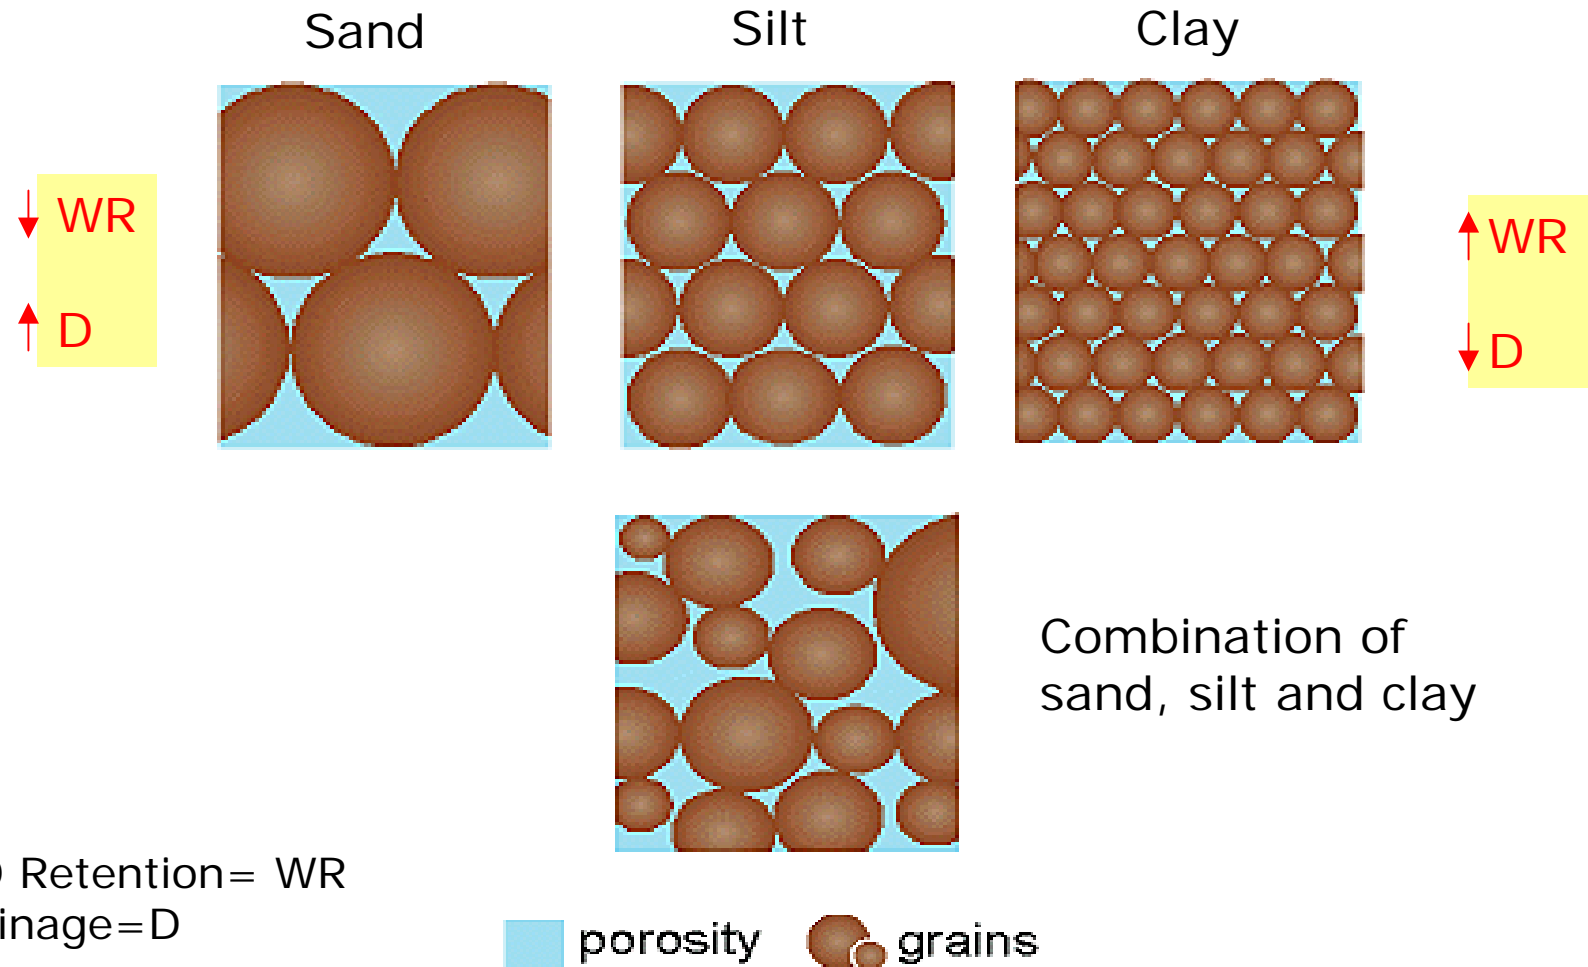 Sand Silt Clay
↓ WR
↑ D
↑ WR
↓ D
Combination of
sand, silt and clay
Retention= WR
inage=D
porosity grains